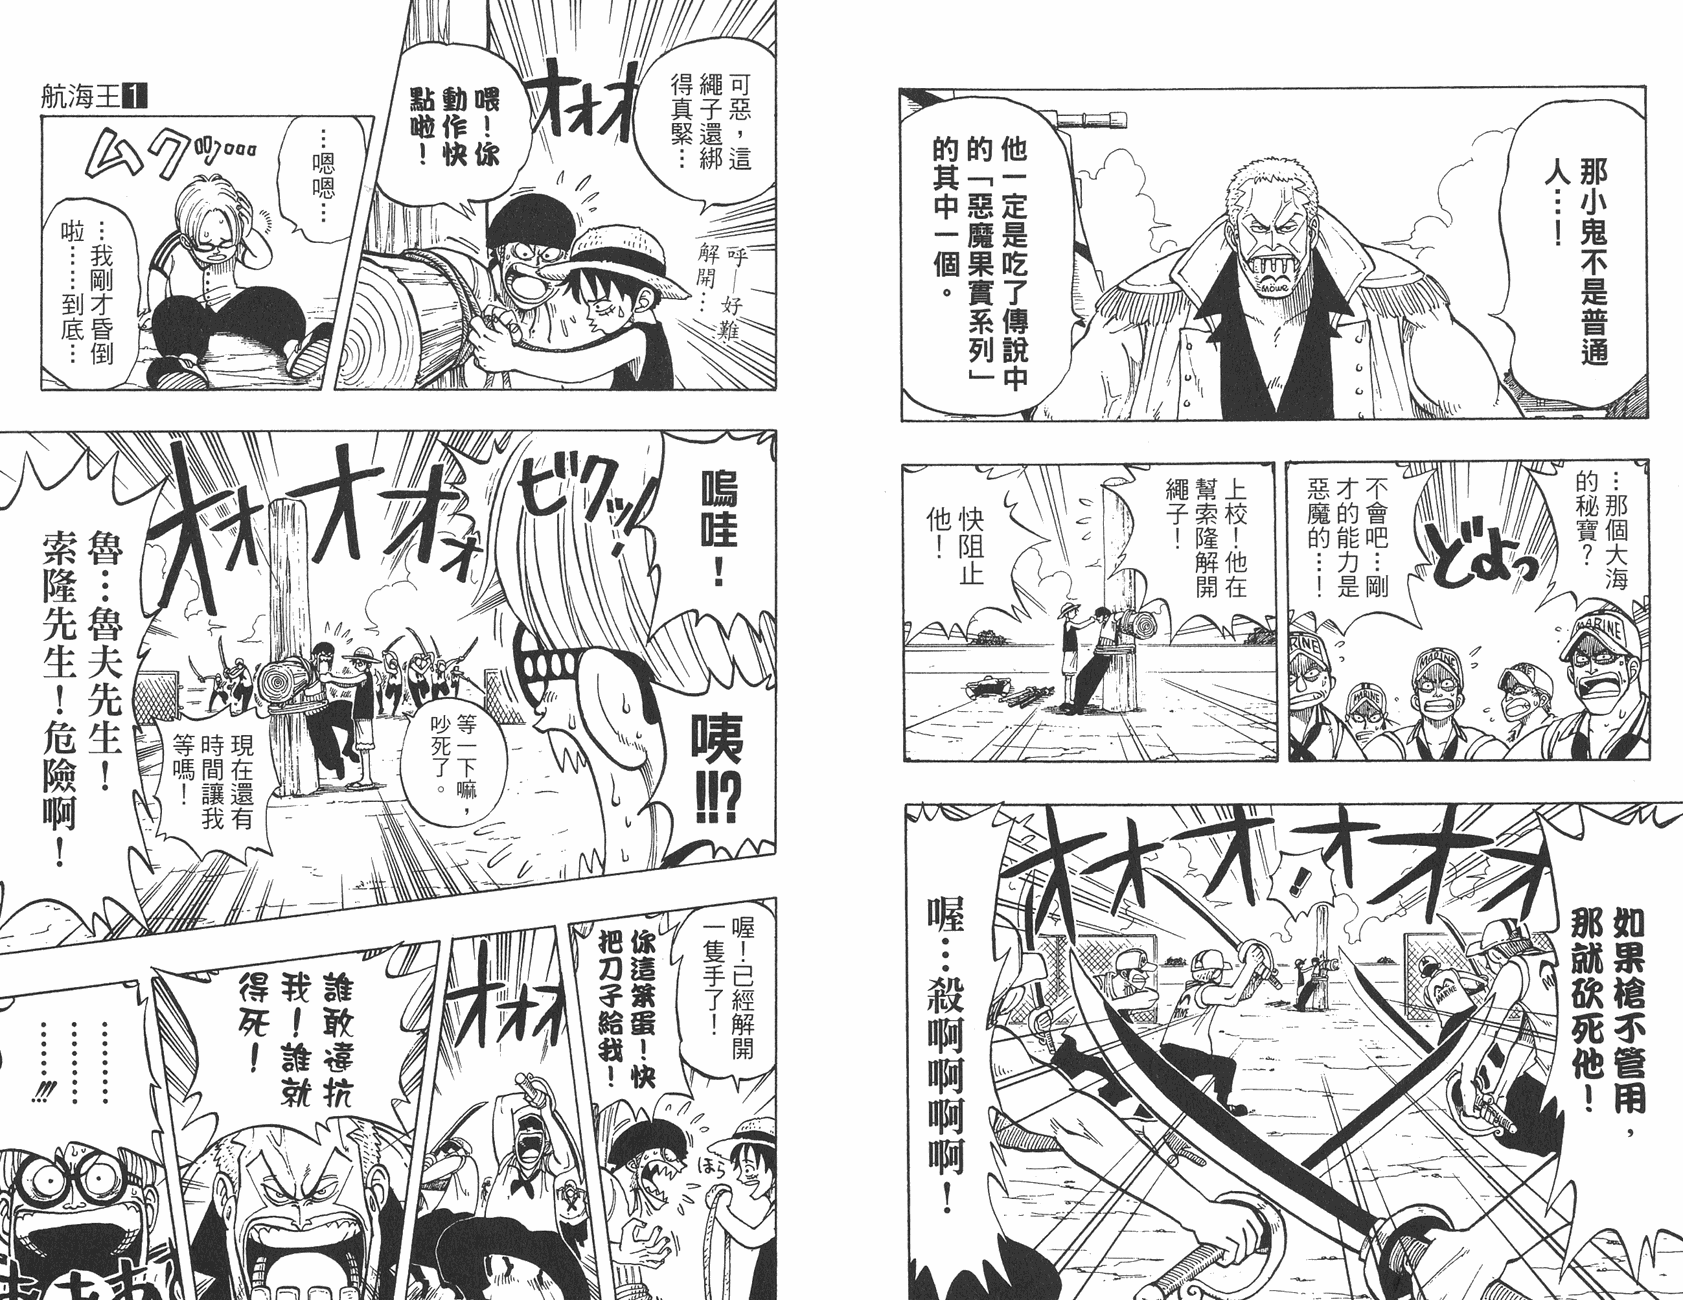 那小鬼不是普通
人…！
他一定是吃了傳說中
的「惡魔果實系列」
的其中一個。
Möwe
…那個大海
的秘寶？
不會吧…剛
才的能力是
惡魔的…！
どよっ
MARINE
MARINE
MARINE
MARINE
上校！他在
幫索隆解開
繩子！
快阻止
他！
如果槍不管用，
那就砍死他！
！
オオオオオオ
MARINE
喔…殺啊啊啊啊！
航海王1
可惡，這
繩子還綁
得真緊…
オオオ
喂！你
動作快
點啦！
呼—好難
解開…
…嗯嗯…
ムクッ…
…我剛才昏倒
啦……到底…
嗚哇！
咦!!!?
ビクッ!
オオオオオ
等一下嘛，
吵死了。
現在還有
時間讓我
等嗎！
魯…魯夫先生！
索隆先生！危險啊！
喔！已經解開
一隻手了！
你這笨蛋！快
把刀子給我！
ほら
オオオ
誰敢違抗
我！誰就
得死！
…………
…………!!!